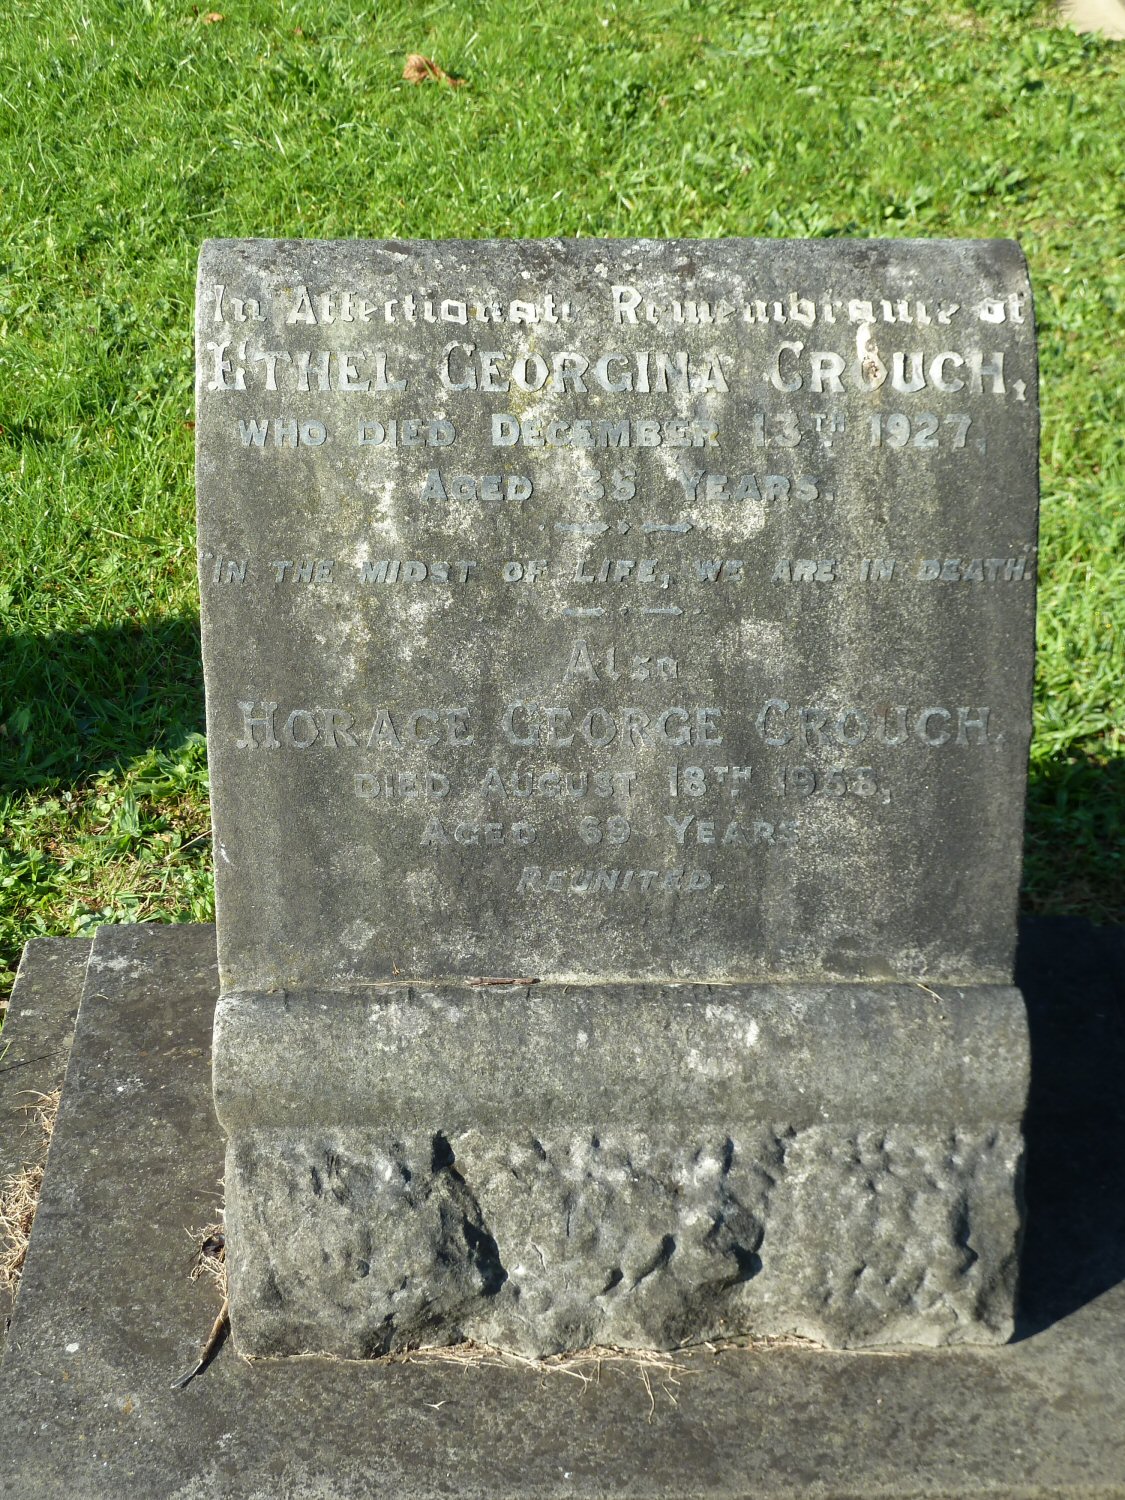 In Affectionate Remembrance of
ETHEL GEORGINA CROUCH,
WHO DIED DECEMBER 13TH 1927,
AGED YEARS.
"IN THE MIDST OF LIFE, WE ARE IN DEATH."
Also
HORACE GEORGE CROUCH.
DIED AUGUST 18TH
AGED 69 YEARS
REUNITED.